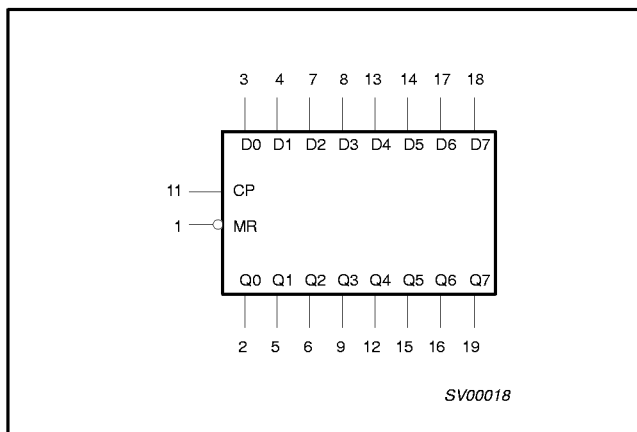 3 4 7 8 13 14 17 18
D0 D1 D2 D3 D4 D5 D6 D7
11 CP
1 MR
Q0 Q1 Q2 Q3 Q4 Q5 Q6 Q7
2 5 6 9 12 15 16 19
SV00018